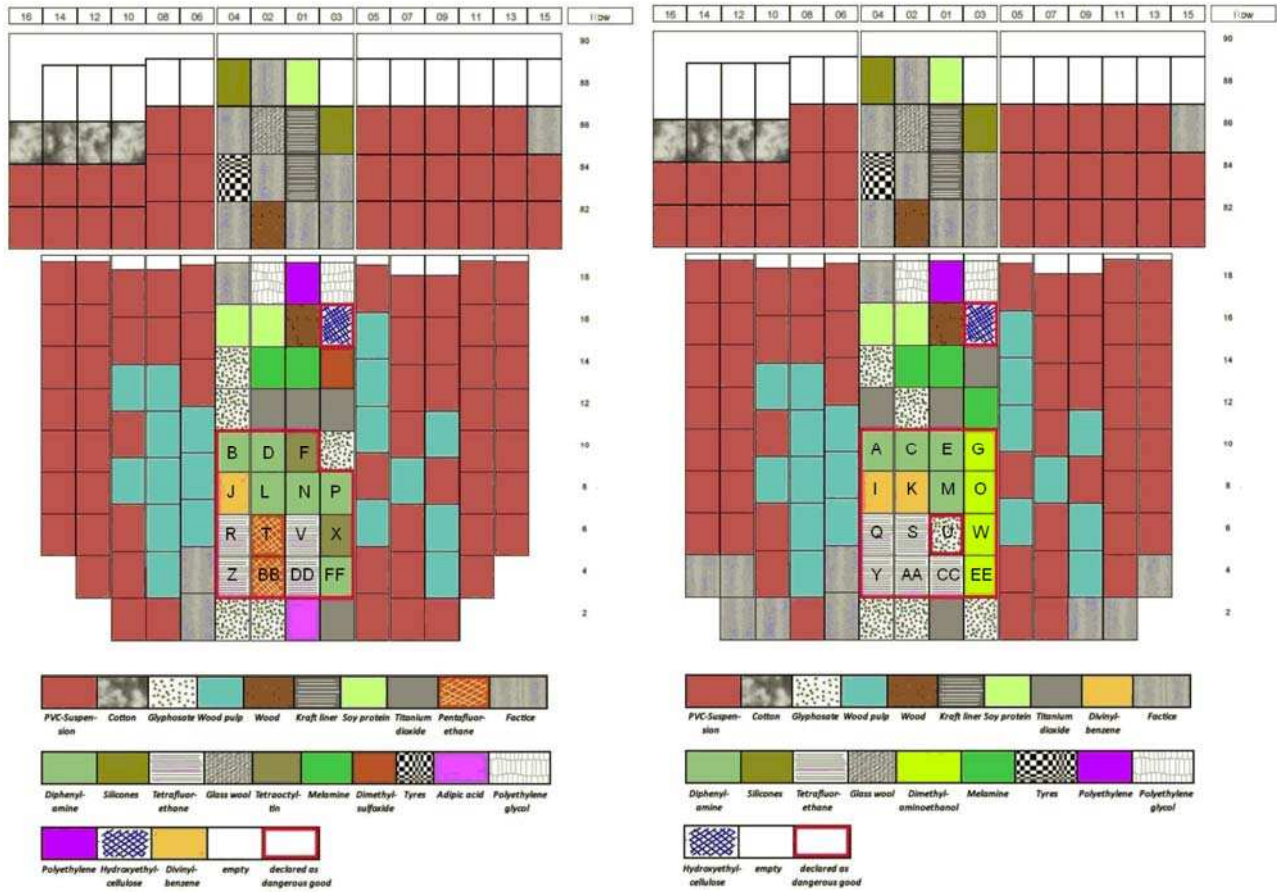 16 14 12 10 08 06 04 02 01 03 05 07 09 11 13 15 Row
90
88
86
84
82
18
16
14
12
10
8
6
4
2
B D F
J L N P
R T V X
Z BB DD FF
PVC-Suspen-sion Cotton Glyphosate Wood pulp Wood Kraft liner Soy protein Titanium dioxide Pentafluor-ethane Factice
Diphenyl-amine Silicones Tetrafluor-ethane Glass wool Tetraoctyl-tin Melamine Dimethyl-sulfoxide Tyres Adipic acid Polyethylene glycol
Polyethylene Hydroxyethyl-cellulose Divinyl-benzene empty declared as dangerous good
16 14 12 10 08 06 04 02 01 03 05 07 09 11 13 15 Row
90
88
86
84
82
18
16
14
12
10
8
6
4
2
A C E G
I K M O
Q S U W
Y AA CC EE
PVC-Suspen-sion Cotton Glyphosate Wood pulp Wood Kraft liner Soy protein Titanium dioxide Divinyl-benzene Factice
Diphenyl-amine Silicones Tetrafluor-ethane Glass wool Dimethyl-aminoethanol Melamine Tyres Polyethylene Polyethylene glycol
Hydroxyethyl-cellulose empty declared as dangerous good